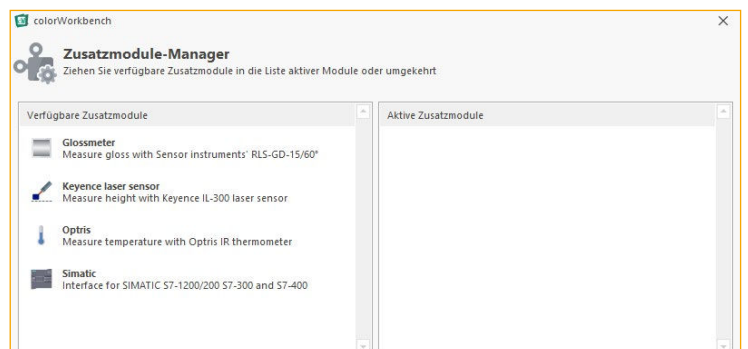 colorWorkbench
Zusatzmodule-Manager
Ziehen Sie verfügbare Zusatzmodule in die Liste aktiver Module oder umgekehrt
Verfügbare Zusatzmodule
Glossmeter
Measure gloss with Sensor instruments' RLS-GD-15/60°
Keyence laser sensor
Measure height with Keyence IL-300 laser sensor
Optris
Measure temperature with Optris IR thermometer
Simatic
Interface for SIMATIC S7-1200/200 S7-300 and S7-400
Aktive Zusatzmodule